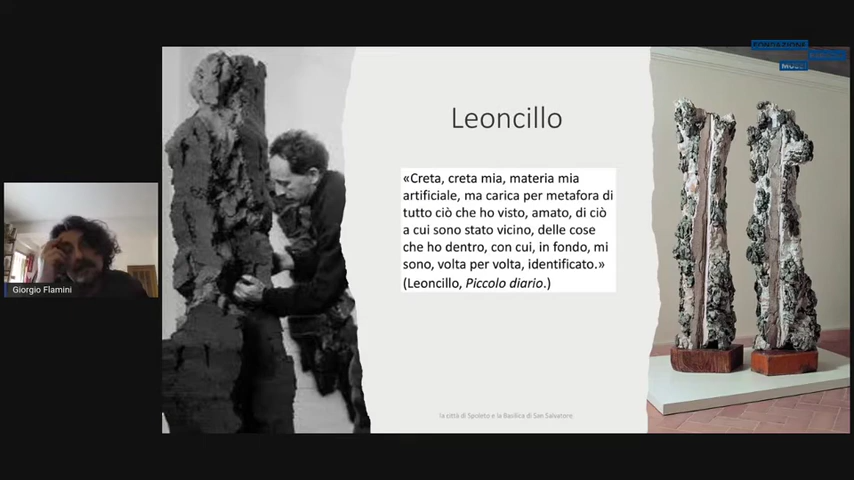 FONDAZIONE
MUSEI
Leoncillo
«Creta, creta mia, materia mia
artificiale, ma carica per metafora di
tutto ciò che ho visto, amato, di ciò
a cui sono stato vicino, delle cose
che ho dentro, con cui, in fondo, mi
sono, volta per volta, identificato.»
(Leoncillo, Piccolo diario.)
Giorgio Flamini
la città di Spoleto e la Basilica di San Salvatore